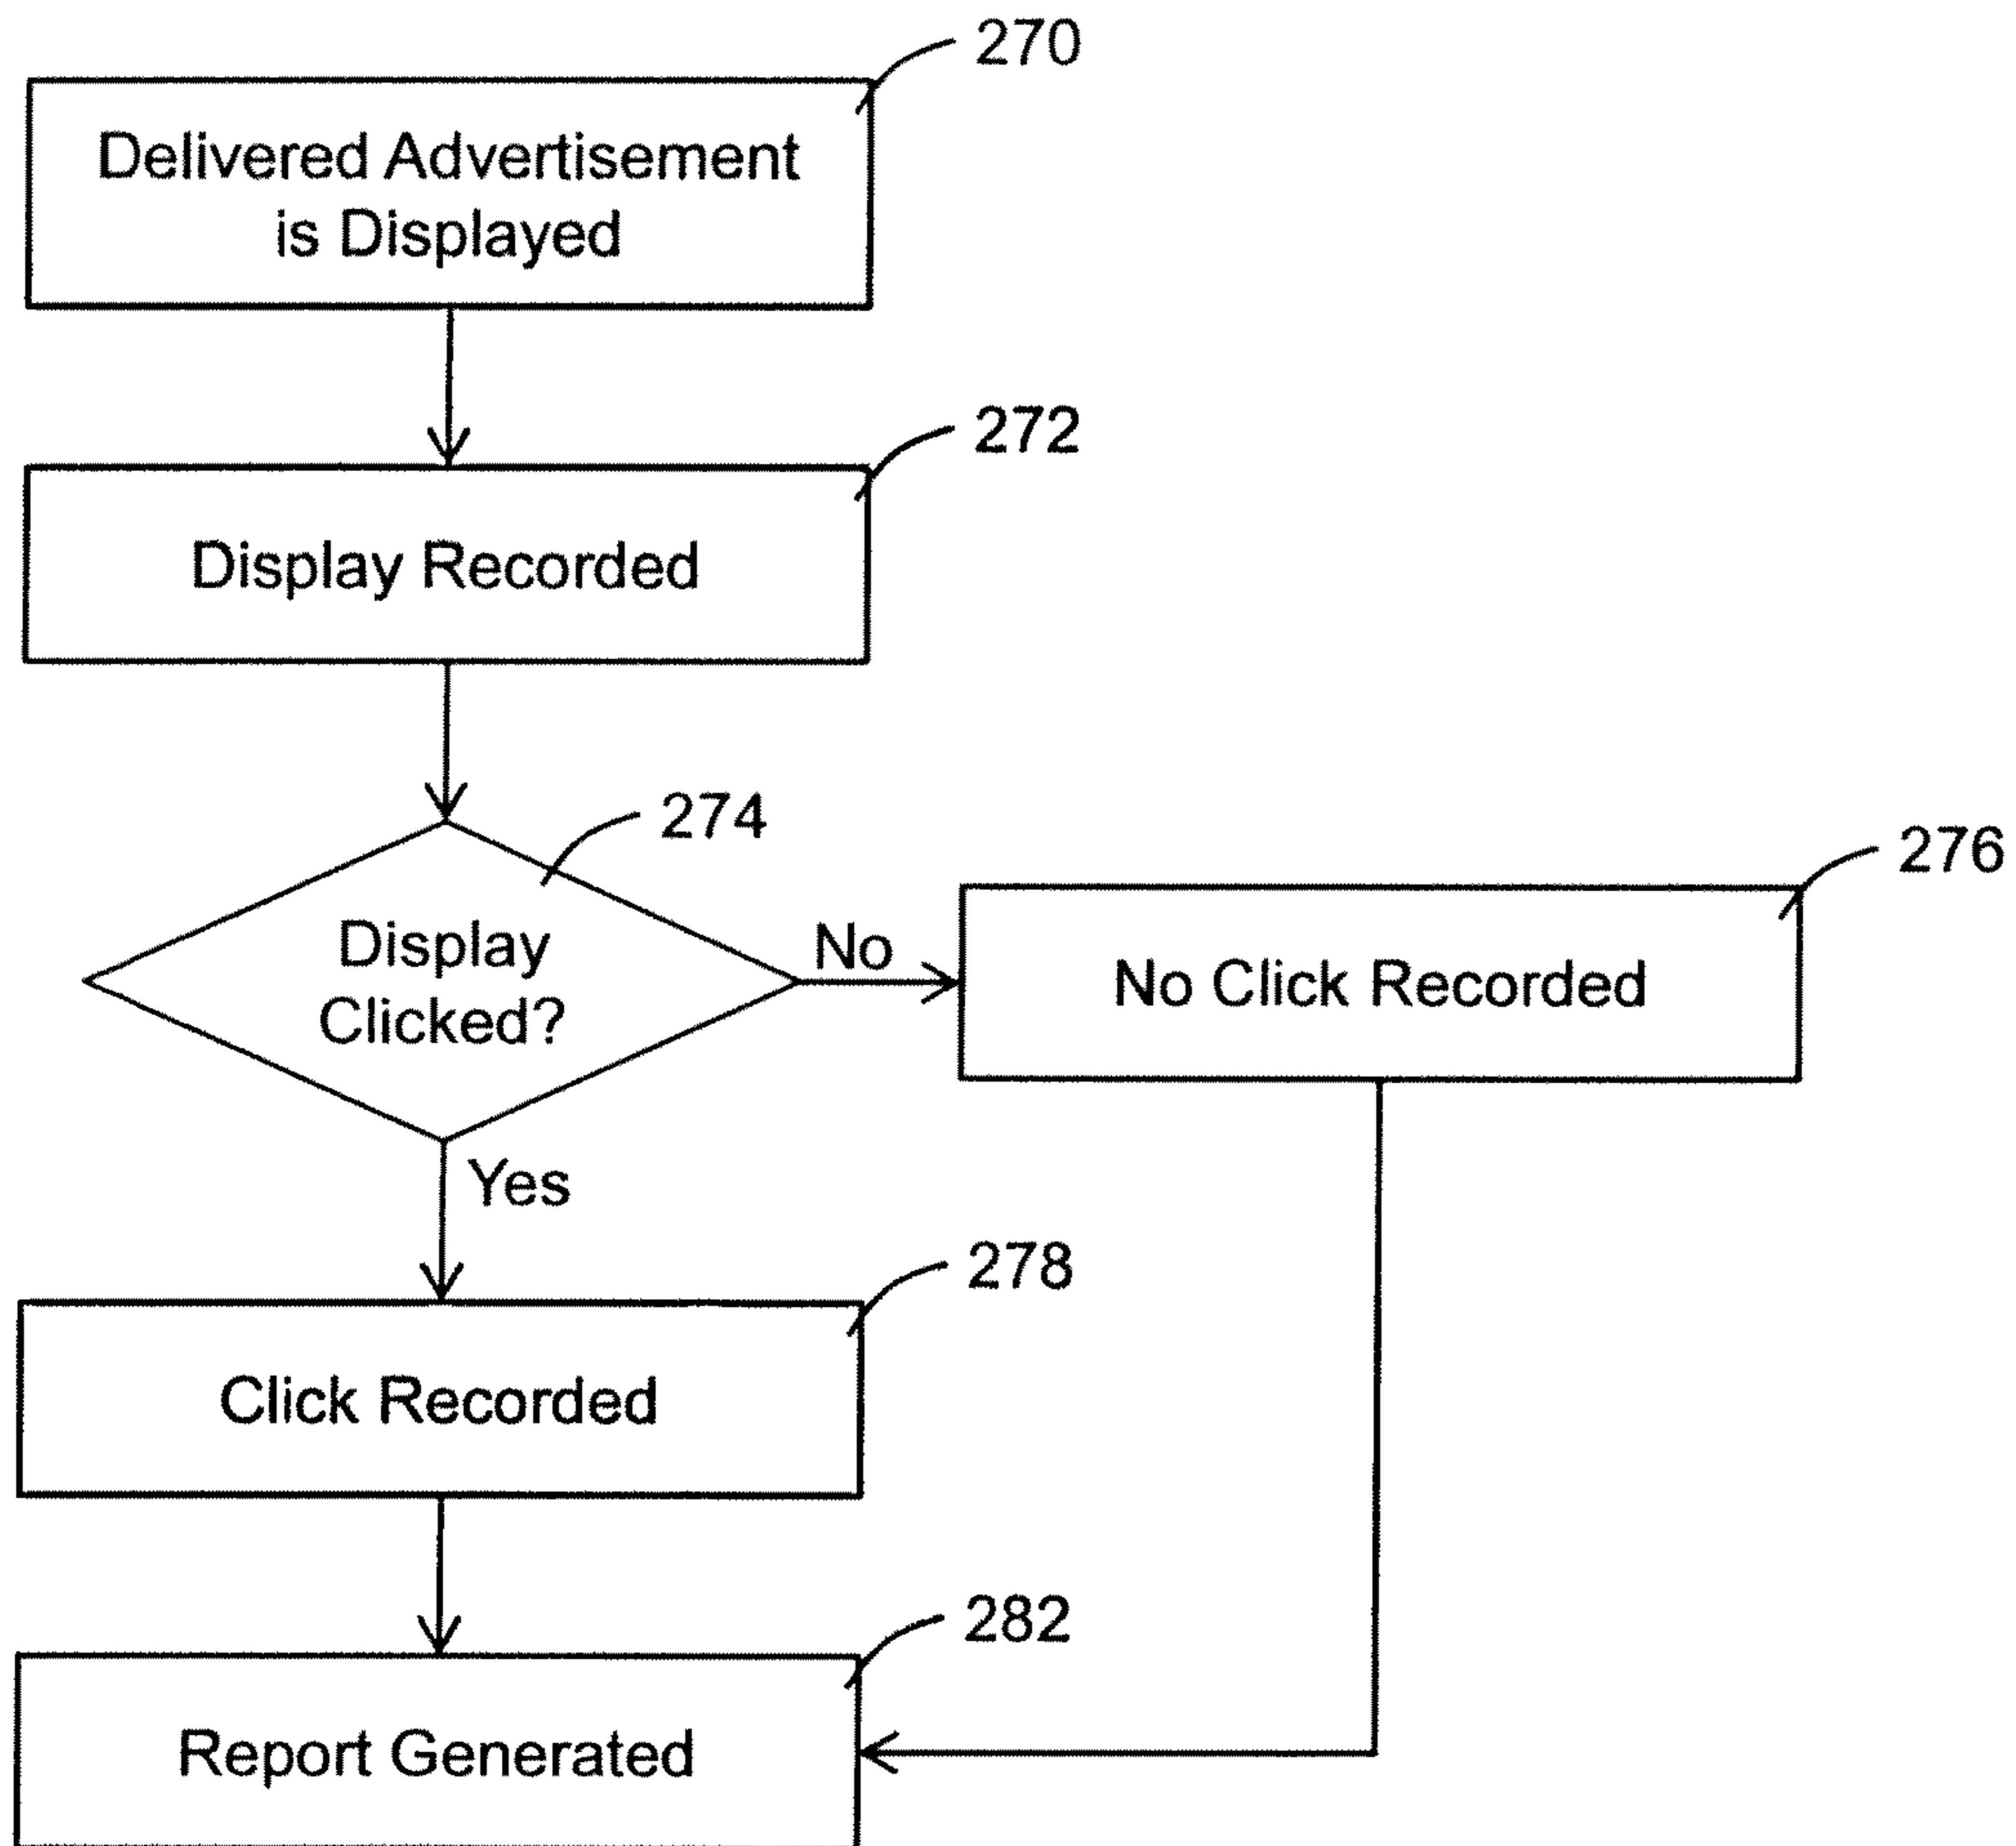 270
Delivered Advertisement
is Displayed
272
Display Recorded
274
Display
Clicked?
No
276
No Click Recorded
Yes
278
Click Recorded
282
Report Generated